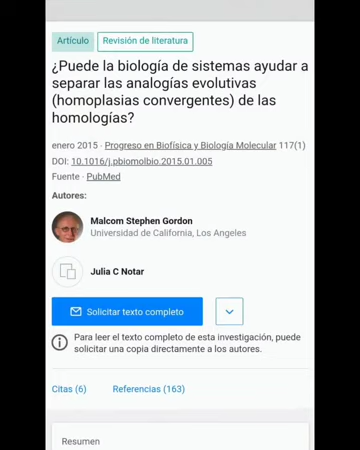 Artículo Revisión de literatura
¿Puede la biología de sistemas ayudar a
separar las analogías evolutivas
(homoplasias convergentes) de las
homologías?
enero 2015 · Progreso en Biofísica y Biología Molecular 117(1)
DOI: 10.1016/j.pbiomolbio.2015.01.005
Fuente · PubMed
Autores:
Malcom Stephen Gordon
Universidad de California, Los Angeles
Julia C Notar
Solicitar texto completo
Para leer el texto completo de esta investigación, puede
solicitar una copia directamente a los autores.
Citas (6) Referencias (163)
Resumen